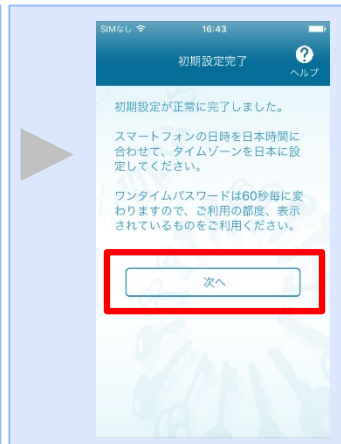 SIMなし 16:43
初期設定完了
ヘルプ
初期設定が正常に完了しました。
スマートフォンの日時を日本時間に
合わせて、タイムゾーンを日本に設
定してください。
ワンタイムパスワードは60秒毎に変
わりますので、ご利用の都度、表示
されているものをご利用ください。
次へ